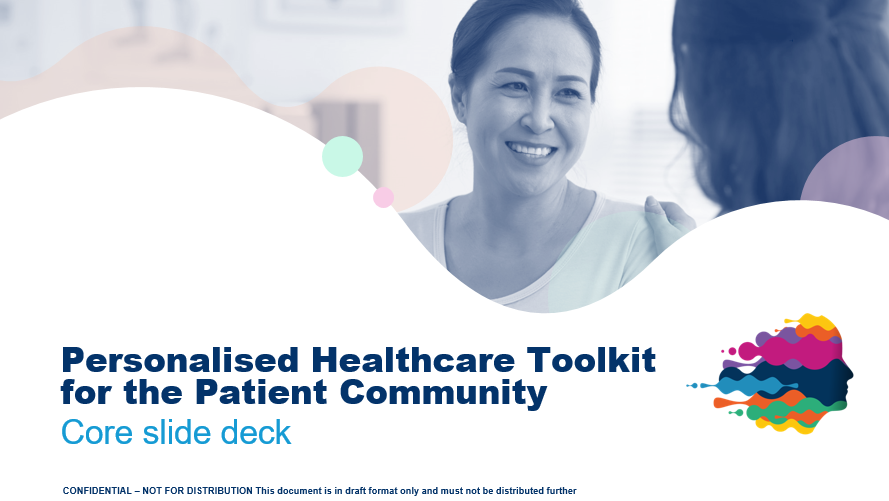 Personalised Healthcare Toolkit
for the Patient Community
Core slide deck
CONFIDENTIAL – NOT FOR DISTRIBUTION This document is in draft format only and must not be distributed further